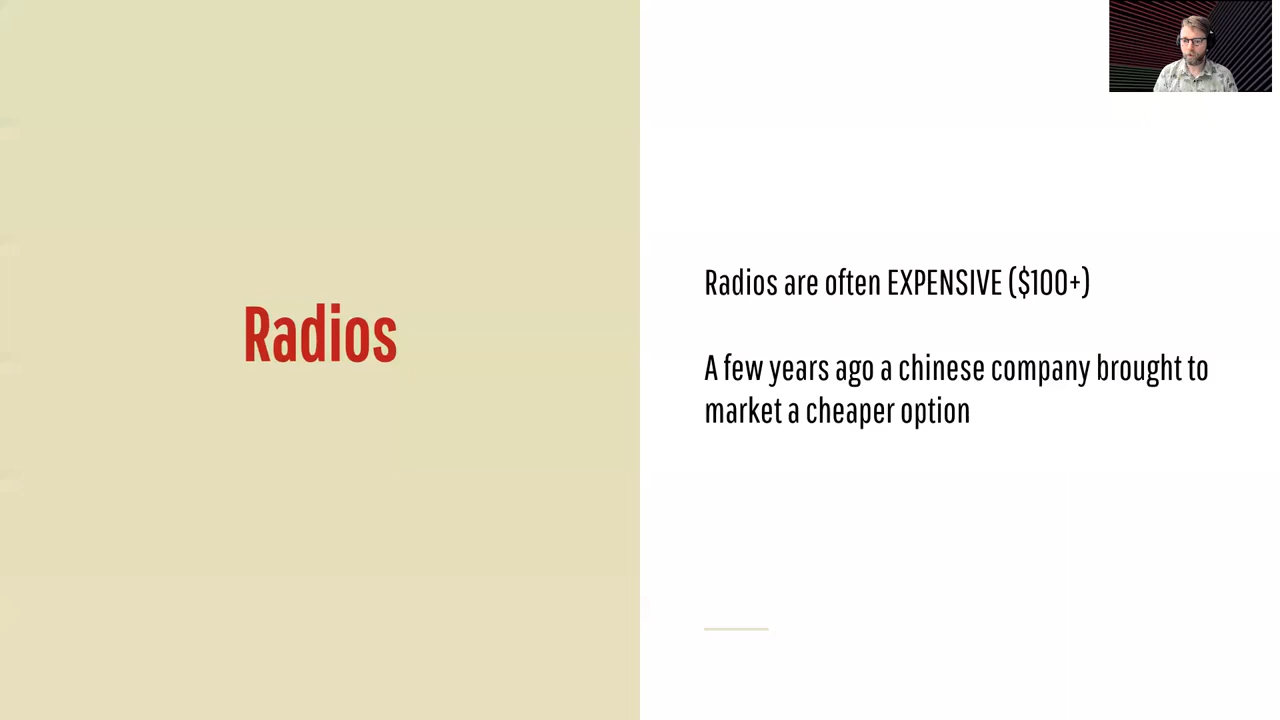 Radios
Radios are often EXPENSIVE ($100+)
A few years ago a chinese company brought to
market a cheaper option